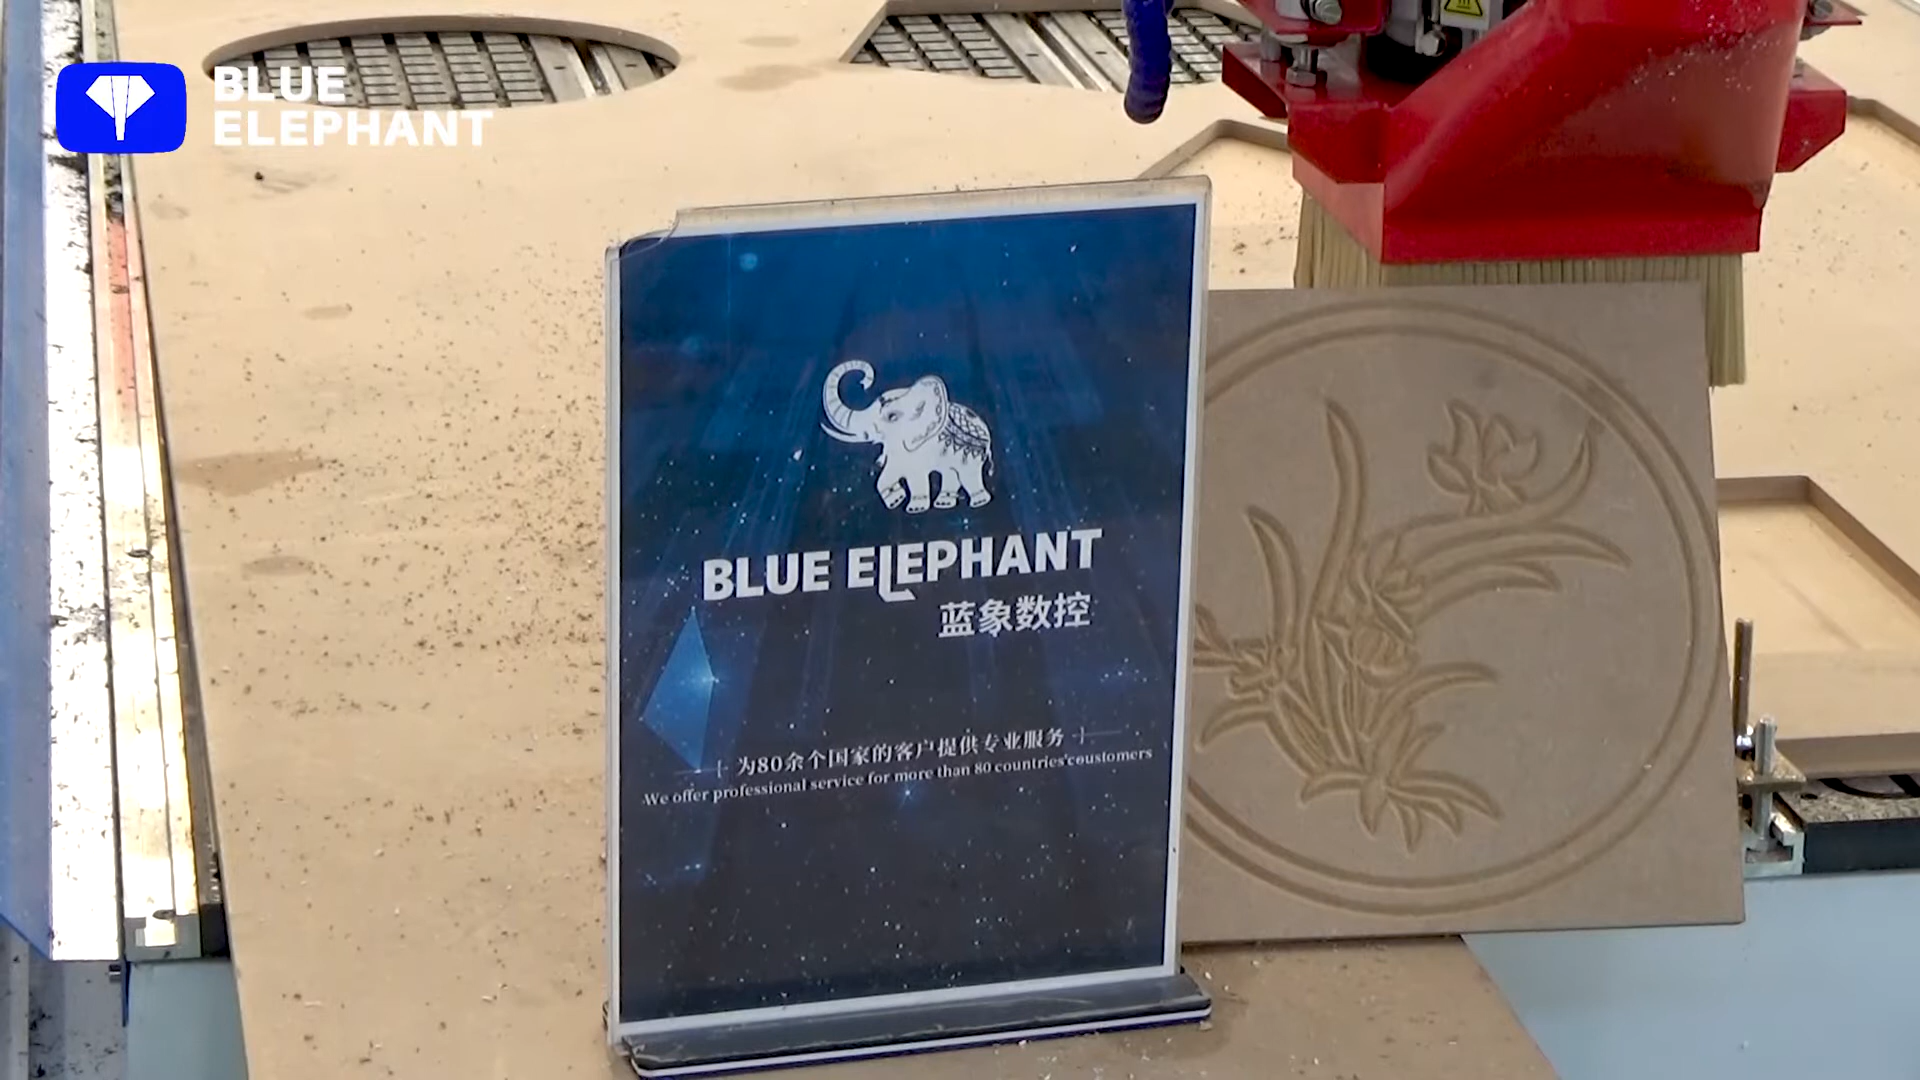 BLUE
ELEPHANT
BLUE ELEPHANT
蓝象数控
为80余个国家的客户提供专业服务
We offer professional service for more than 80 countries'coustomers